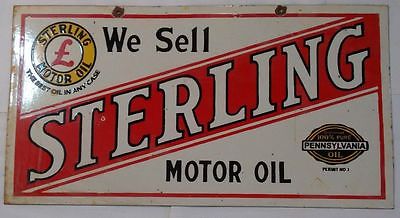 STERLING
£
MOTOR OIL
THE BEST OIL IN ANY CASE
We Sell
STERLING
MOTOR OIL
100% PURE
PENNSYLVANIA
OIL
PERMIT NO 3